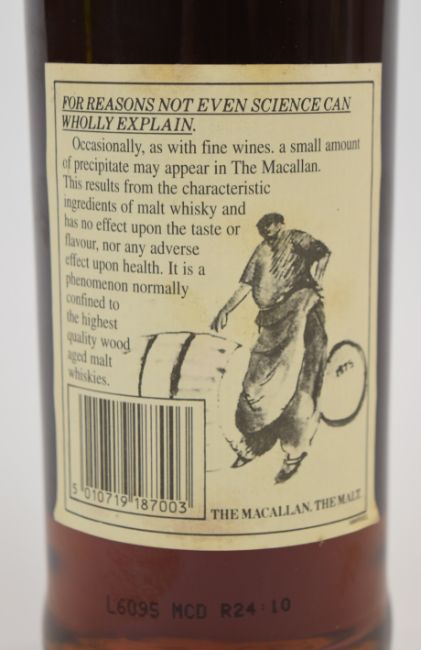 FOR REASONS NOT EVEN SCIENCE CAN
WHOLLY EXPLAIN.
Occasionally, as with fine wines. a small amount
of precipitate may appear in The Macallan.
This results from the characteristic
ingredients of malt whisky and
has no effect upon the taste or
flavour, nor any adverse
effect upon health. It is a
phenomenon normally
confined to
the highest
quality wood
aged malt
whiskies.
1975
5 010719 187003
THE MACALLAN. THE MALT.
L6095 MCD R24:10